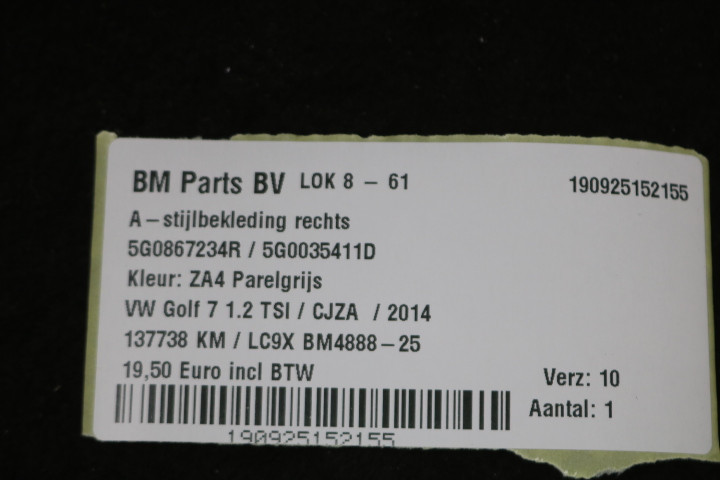 BM Parts BV LOK 8 - 61 190925152155
A-stijlbekleding rechts
5G0867234R / 5G0035411D
Kleur: ZA4 Parelgrijs
VW Golf 7 1.2 TSI / CJZA / 2014
137738 KM / LC9X BM4888-25
19,50 Euro incl BTW
Verz: 10
Aantal: 1
190925152155